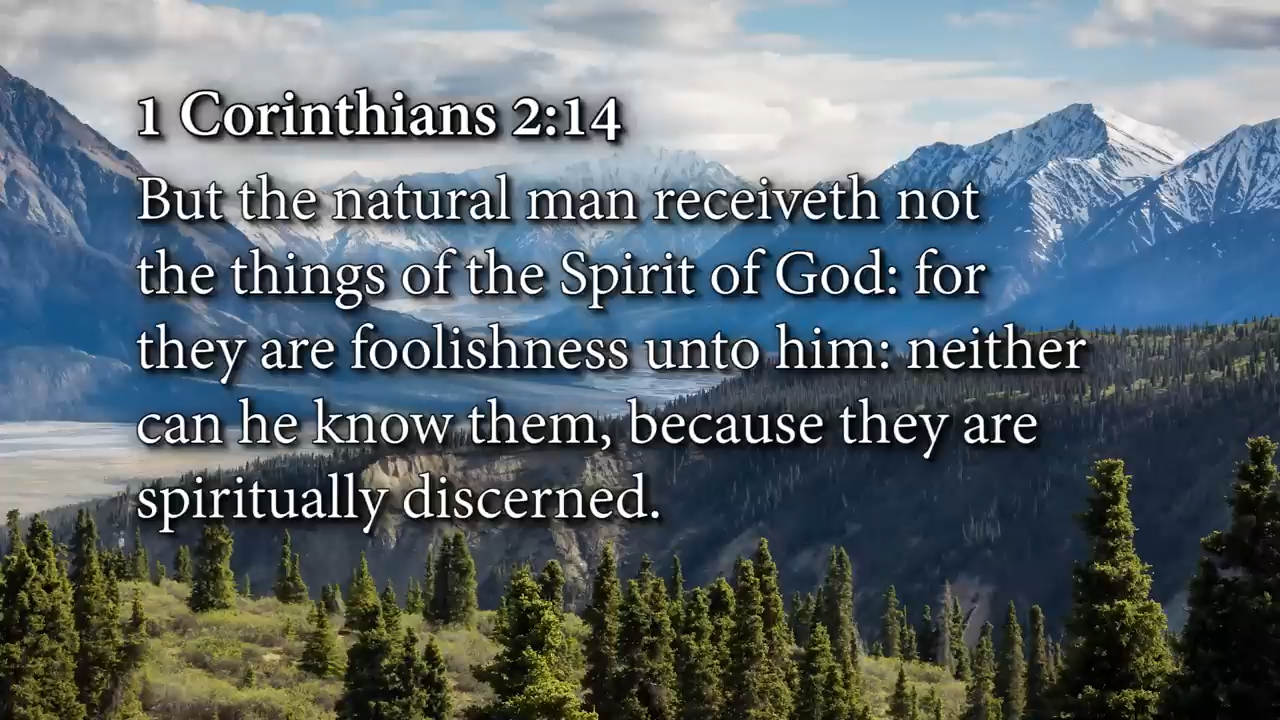 1 Corinthians 2:14
But the natural man receiveth not
the things of the Spirit of God: for
they are foolishness unto him: neither
can he know them, because they are
spiritually discerned.